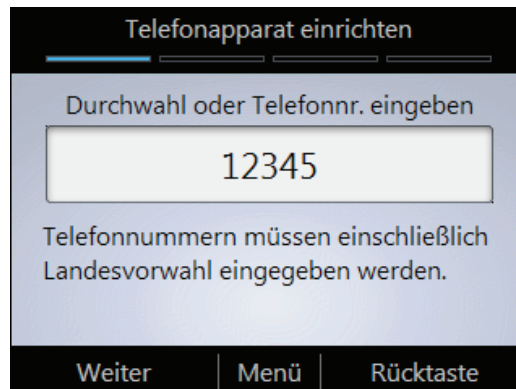 Telefonapparat einrichten
Durchwahl oder Telefonnr. eingeben
12345
Telefonnummern müssen einschließlich
Landesvorwahl eingegeben werden.
Weiter Menü Rücktaste